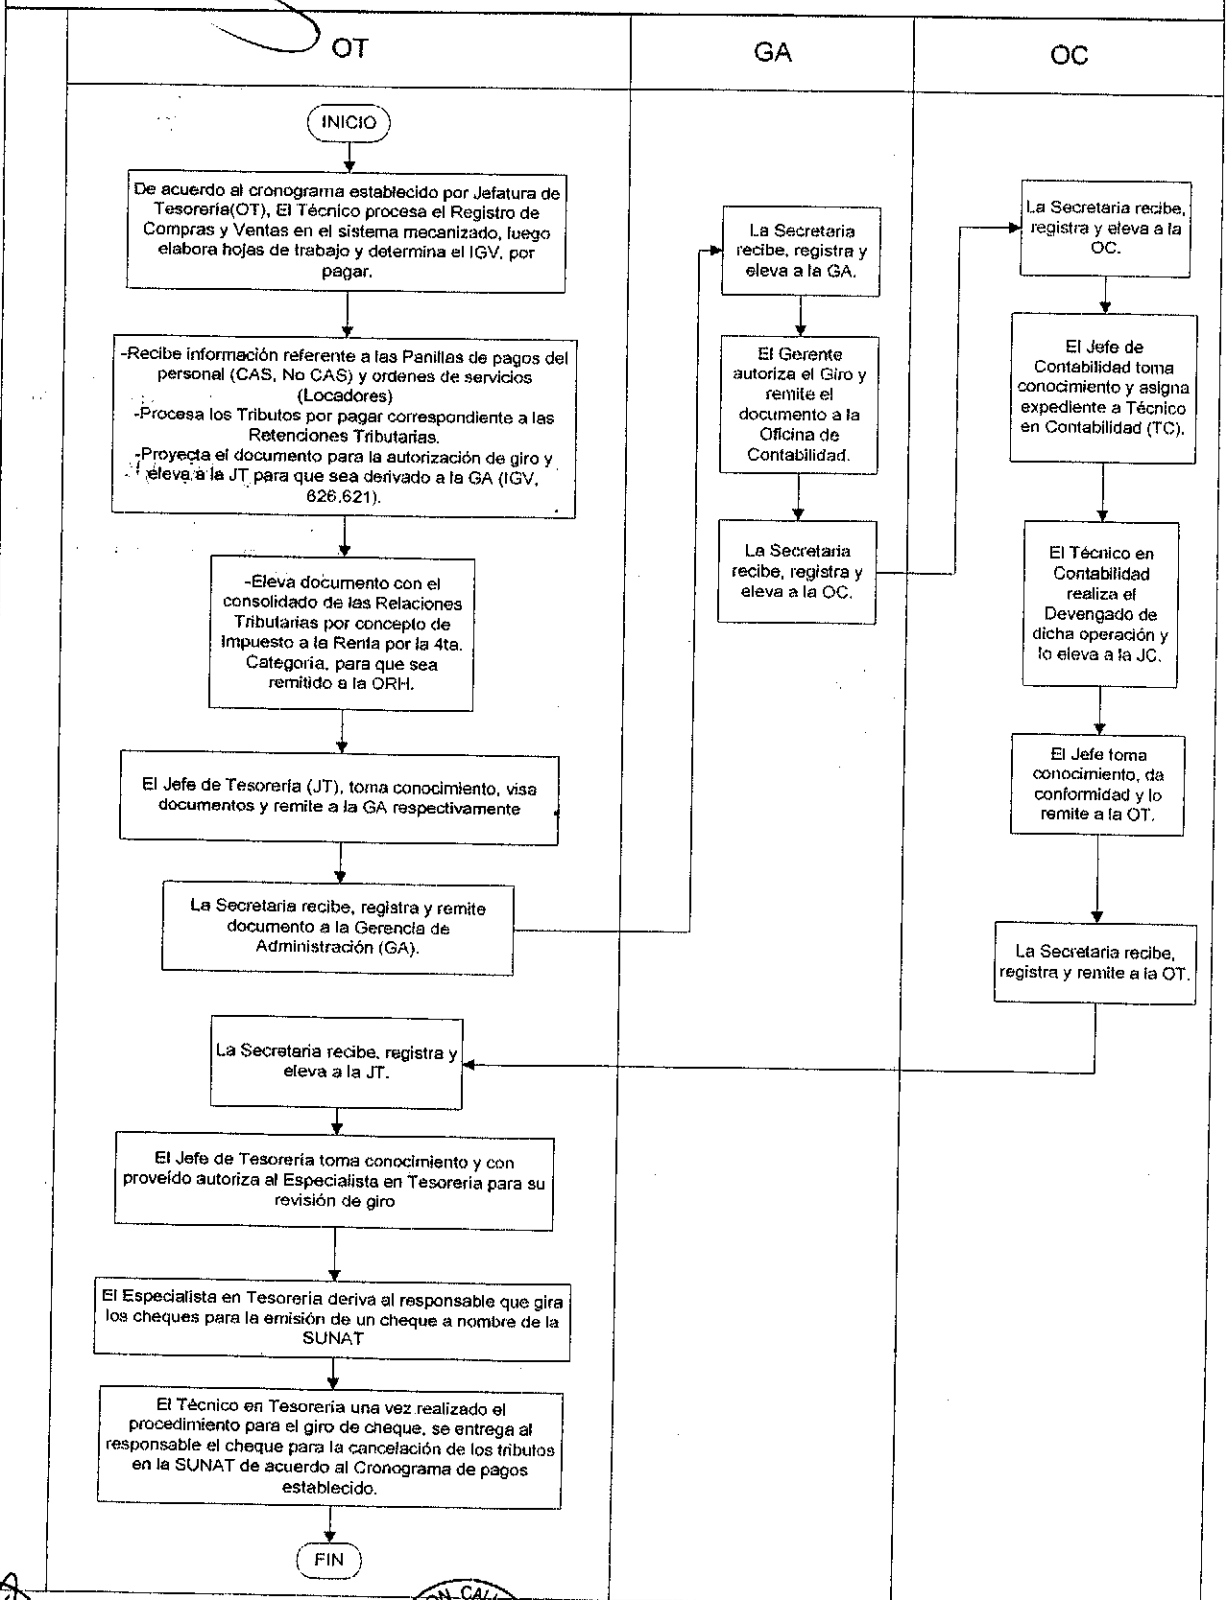 OT
GA
OC
INICIO
De acuerdo al cronograma establecido por Jefatura de
Tesorería(OT), El Técnico procesa el Registro de
Compras y Ventas en el sistema mecanizado, luego
elabora hojas de trabajo y determina el IGV, por
pagar.
-Recibe información referente a las Panillas de pagos del
personal (CAS, No CAS) y ordenes de servicios
(Locadores)
-Procesa los Tributos por pagar correspondiente a las
Retenciones Tributarias.
-Proyecta el documento para la autorización de giro y
eleva a la JT para que sea derivado a la GA (IGV,
626,621).
-Eleva documento con el
consolidado de las Relaciones
Tributarias por concepto de
Impuesto a la Renta por la 4ta.
Categoría, para que sea
remitido a la ORH.
El Jefe de Tesorería (JT), toma conocimiento, visa
documentos y remite a la GA respectivamente
La Secretaria recibe, registra y remite
documento a la Gerencia de
Administración (GA).
La Secretaria
recibe, registra y
eleva a la GA.
El Gerente
autoriza el Giro y
remite el
documento a la
Oficina de
Contabilidad.
La Secretaria
recibe, registra y
eleva a la OC.
La Secretaria recibe,
registra y eleva a la
OC.
El Jefe de
Contabilidad toma
conocimiento y asigna
expediente a Técnico
en Contabilidad (TC).
El Técnico en
Contabilidad
realiza el
Devengado de
dicha operación y
lo eleva a la JC.
El Jefe toma
conocimiento, da
conformidad y lo
remite a la OT.
La Secretaria recibe,
registra y remite a la OT.
La Secretaria recibe, registra y
eleva a la JT.
El Jefe de Tesorería toma conocimiento y con
proveído autoriza al Especialista en Tesoreria para su
revisión de giro
El Especialista en Tesoreria deriva al responsable que gira
los cheques para la emisión de un cheque a nombre de la
SUNAT
El Técnico en Tesoreria una vez realizado el
procedimiento para el giro de cheque, se entrega al
responsable el cheque para la cancelación de los tributos
en la SUNAT de acuerdo al Cronograma de pagos
establecido.
FIN